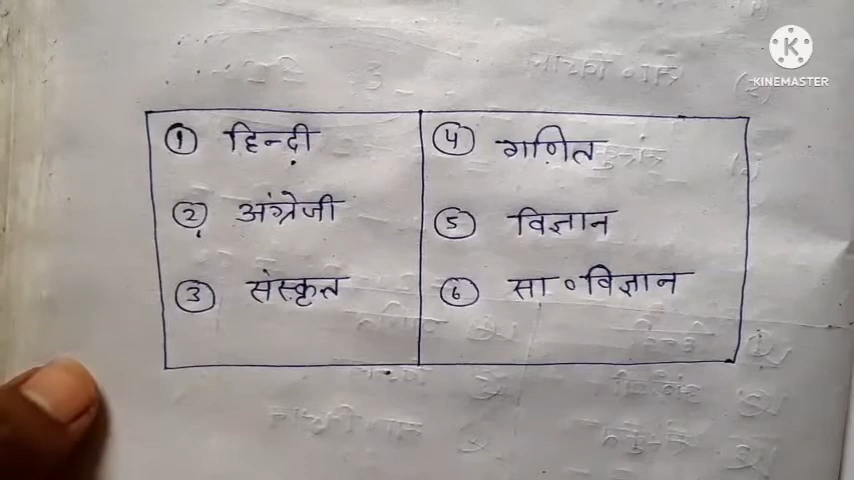 K
KINEMASTER
① हिन्दी
② अंग्रेजी
③ संस्कृत
④ गणित
⑤ विज्ञान
⑥ सा०विज्ञान